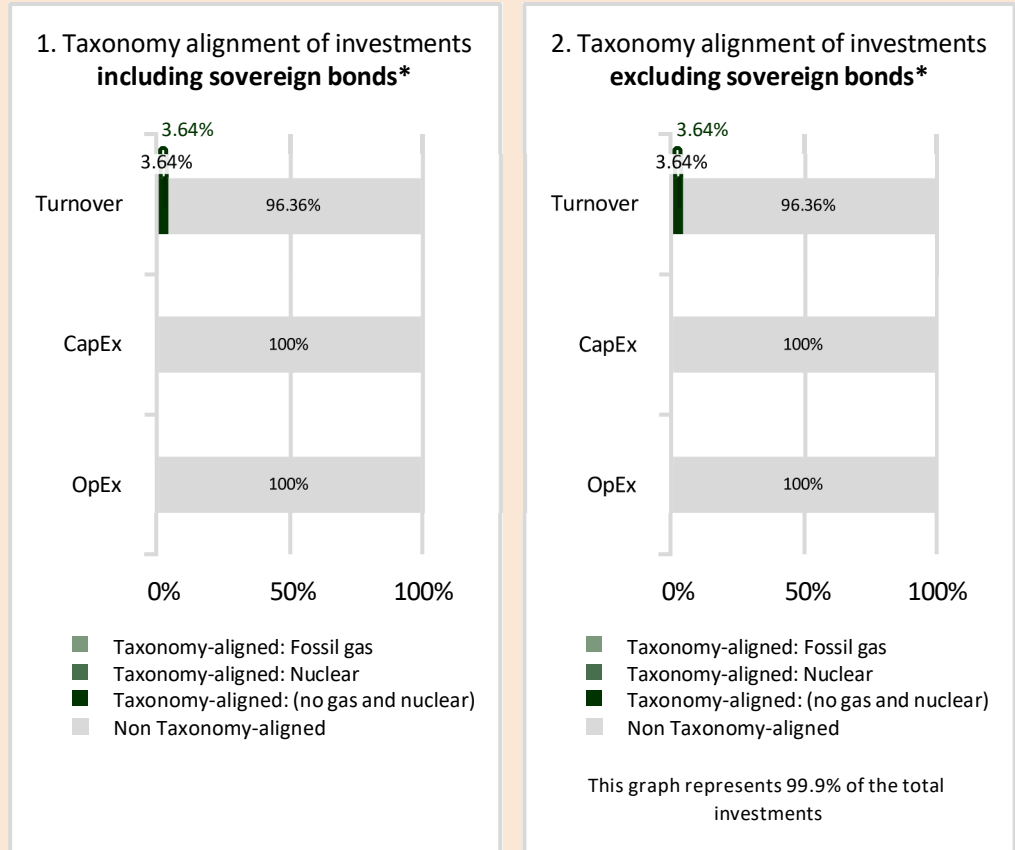 1. Taxonomy alignment of investments
including sovereign bonds*
3.64%
3.64%
Turnover
96.36%
CapEx
100%
OpEx
100%
0%
50%
100%
Taxonomy-aligned: Fossil gas
Taxonomy-aligned: Nuclear
Taxonomy-aligned: (no gas and nuclear)
Non Taxonomy-aligned
2. Taxonomy alignment of investments
excluding sovereign bonds*
3.64%
3.64%
Turnover
96.36%
CapEx
100%
OpEx
100%
0%
50%
100%
Taxonomy-aligned: Fossil gas
Taxonomy-aligned: Nuclear
Taxonomy-aligned: (no gas and nuclear)
Non Taxonomy-aligned
This graph represents 99.9% of the total
investments